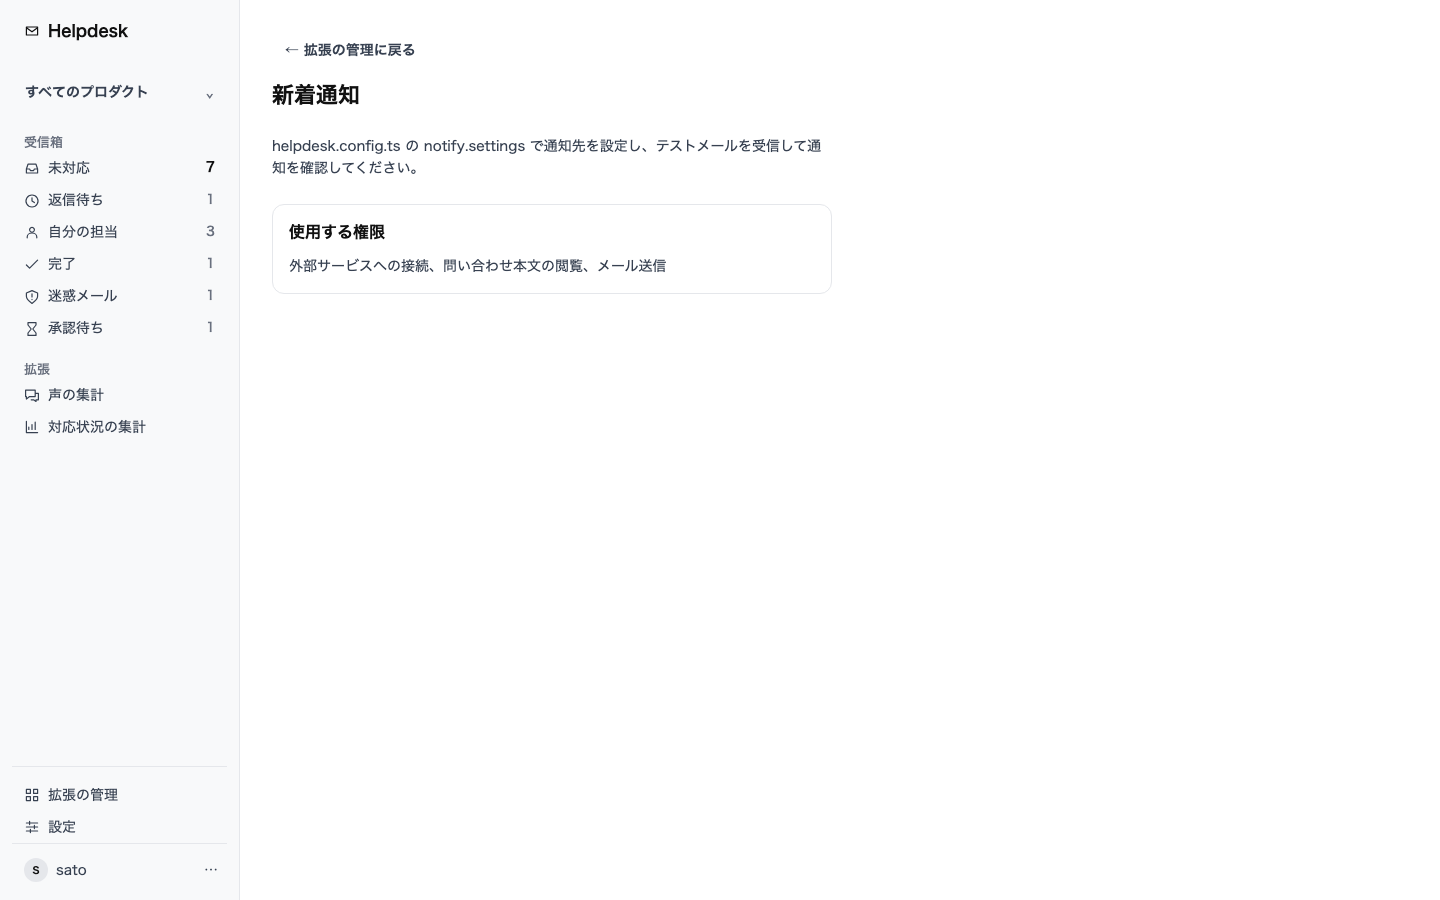 Helpdesk
すべてのプロダクト
受信箱
未対応 7
返信待ち 1
自分の担当 3
完了 1
迷惑メール 1
承認待ち 1
拡張
声の集計
対応状況の集計
拡張の管理
設定
S sato ...
← 拡張の管理に戻る
新着通知
helpdesk.config.ts の notify.settings で通知先を設定し、テストメールを受信して通
知を確認してください。
使用する権限
外部サービスへの接続、問い合わせ本文の閲覧、メール送信